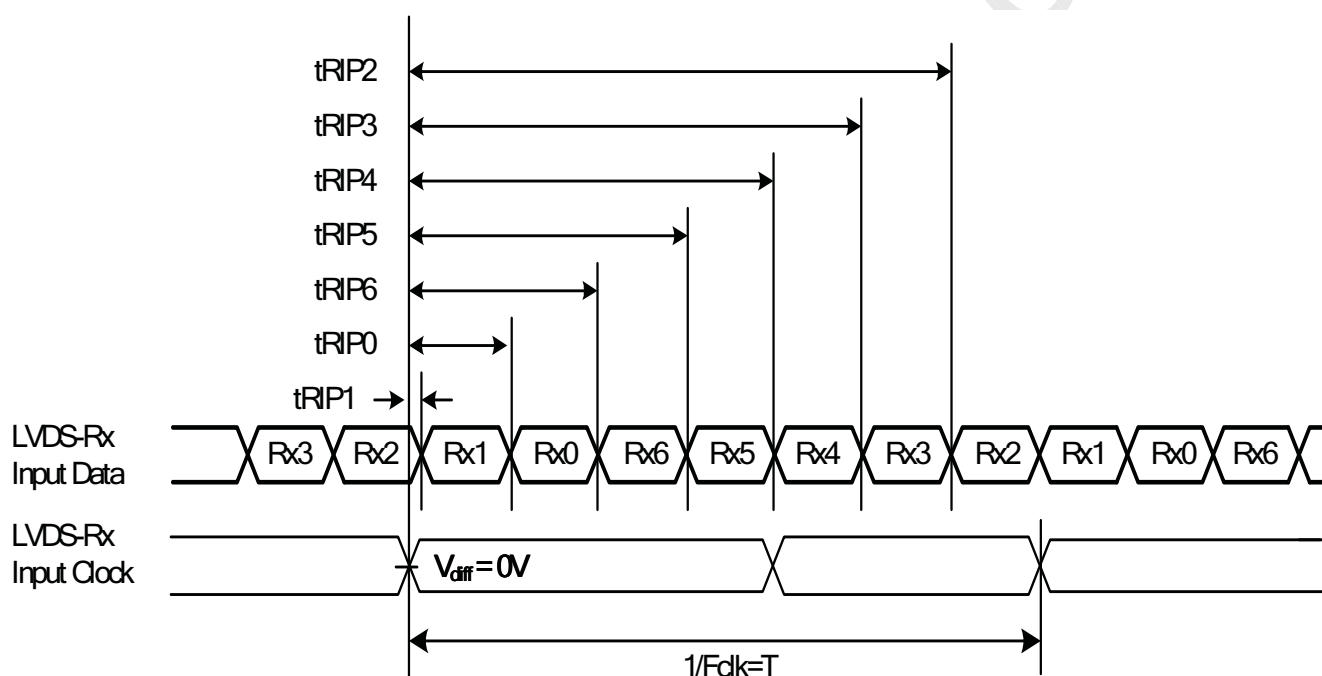 tRIP2
tRIP3
tRIP4
tRIP5
tRIP6
tRIP0
tRIP1
LVDS-Rx
Input Data
Rx3 Rx2 Rx1 Rx0 Rx6 Rx5 Rx4 Rx3 Rx2 Rx1 Rx0 Rx6
LVDS-Rx
Input Clock
Vdiff = 0V
1/Fclk=T